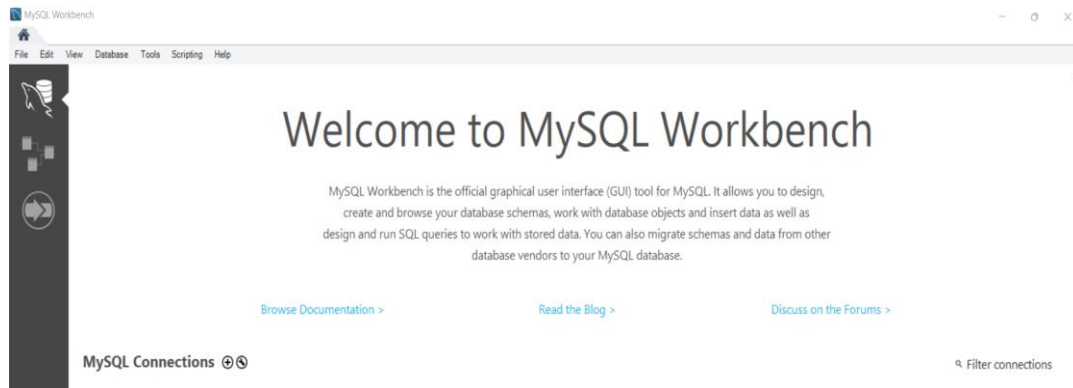 MySQL Workbench
File Edit View Database Tools Scripting Help
Welcome to MySQL Workbench
MySQL Workbench is the official graphical user interface (GUI) tool for MySQL. It allows you to design,
create and browse your database schemas, work with database objects and insert data as well as
design and run SQL queries to work with stored data. You can also migrate schemas and data from other
database vendors to your MySQL database.
Browse Documentation > Read the Blog > Discuss on the Forums >
MySQL Connections Filter connections